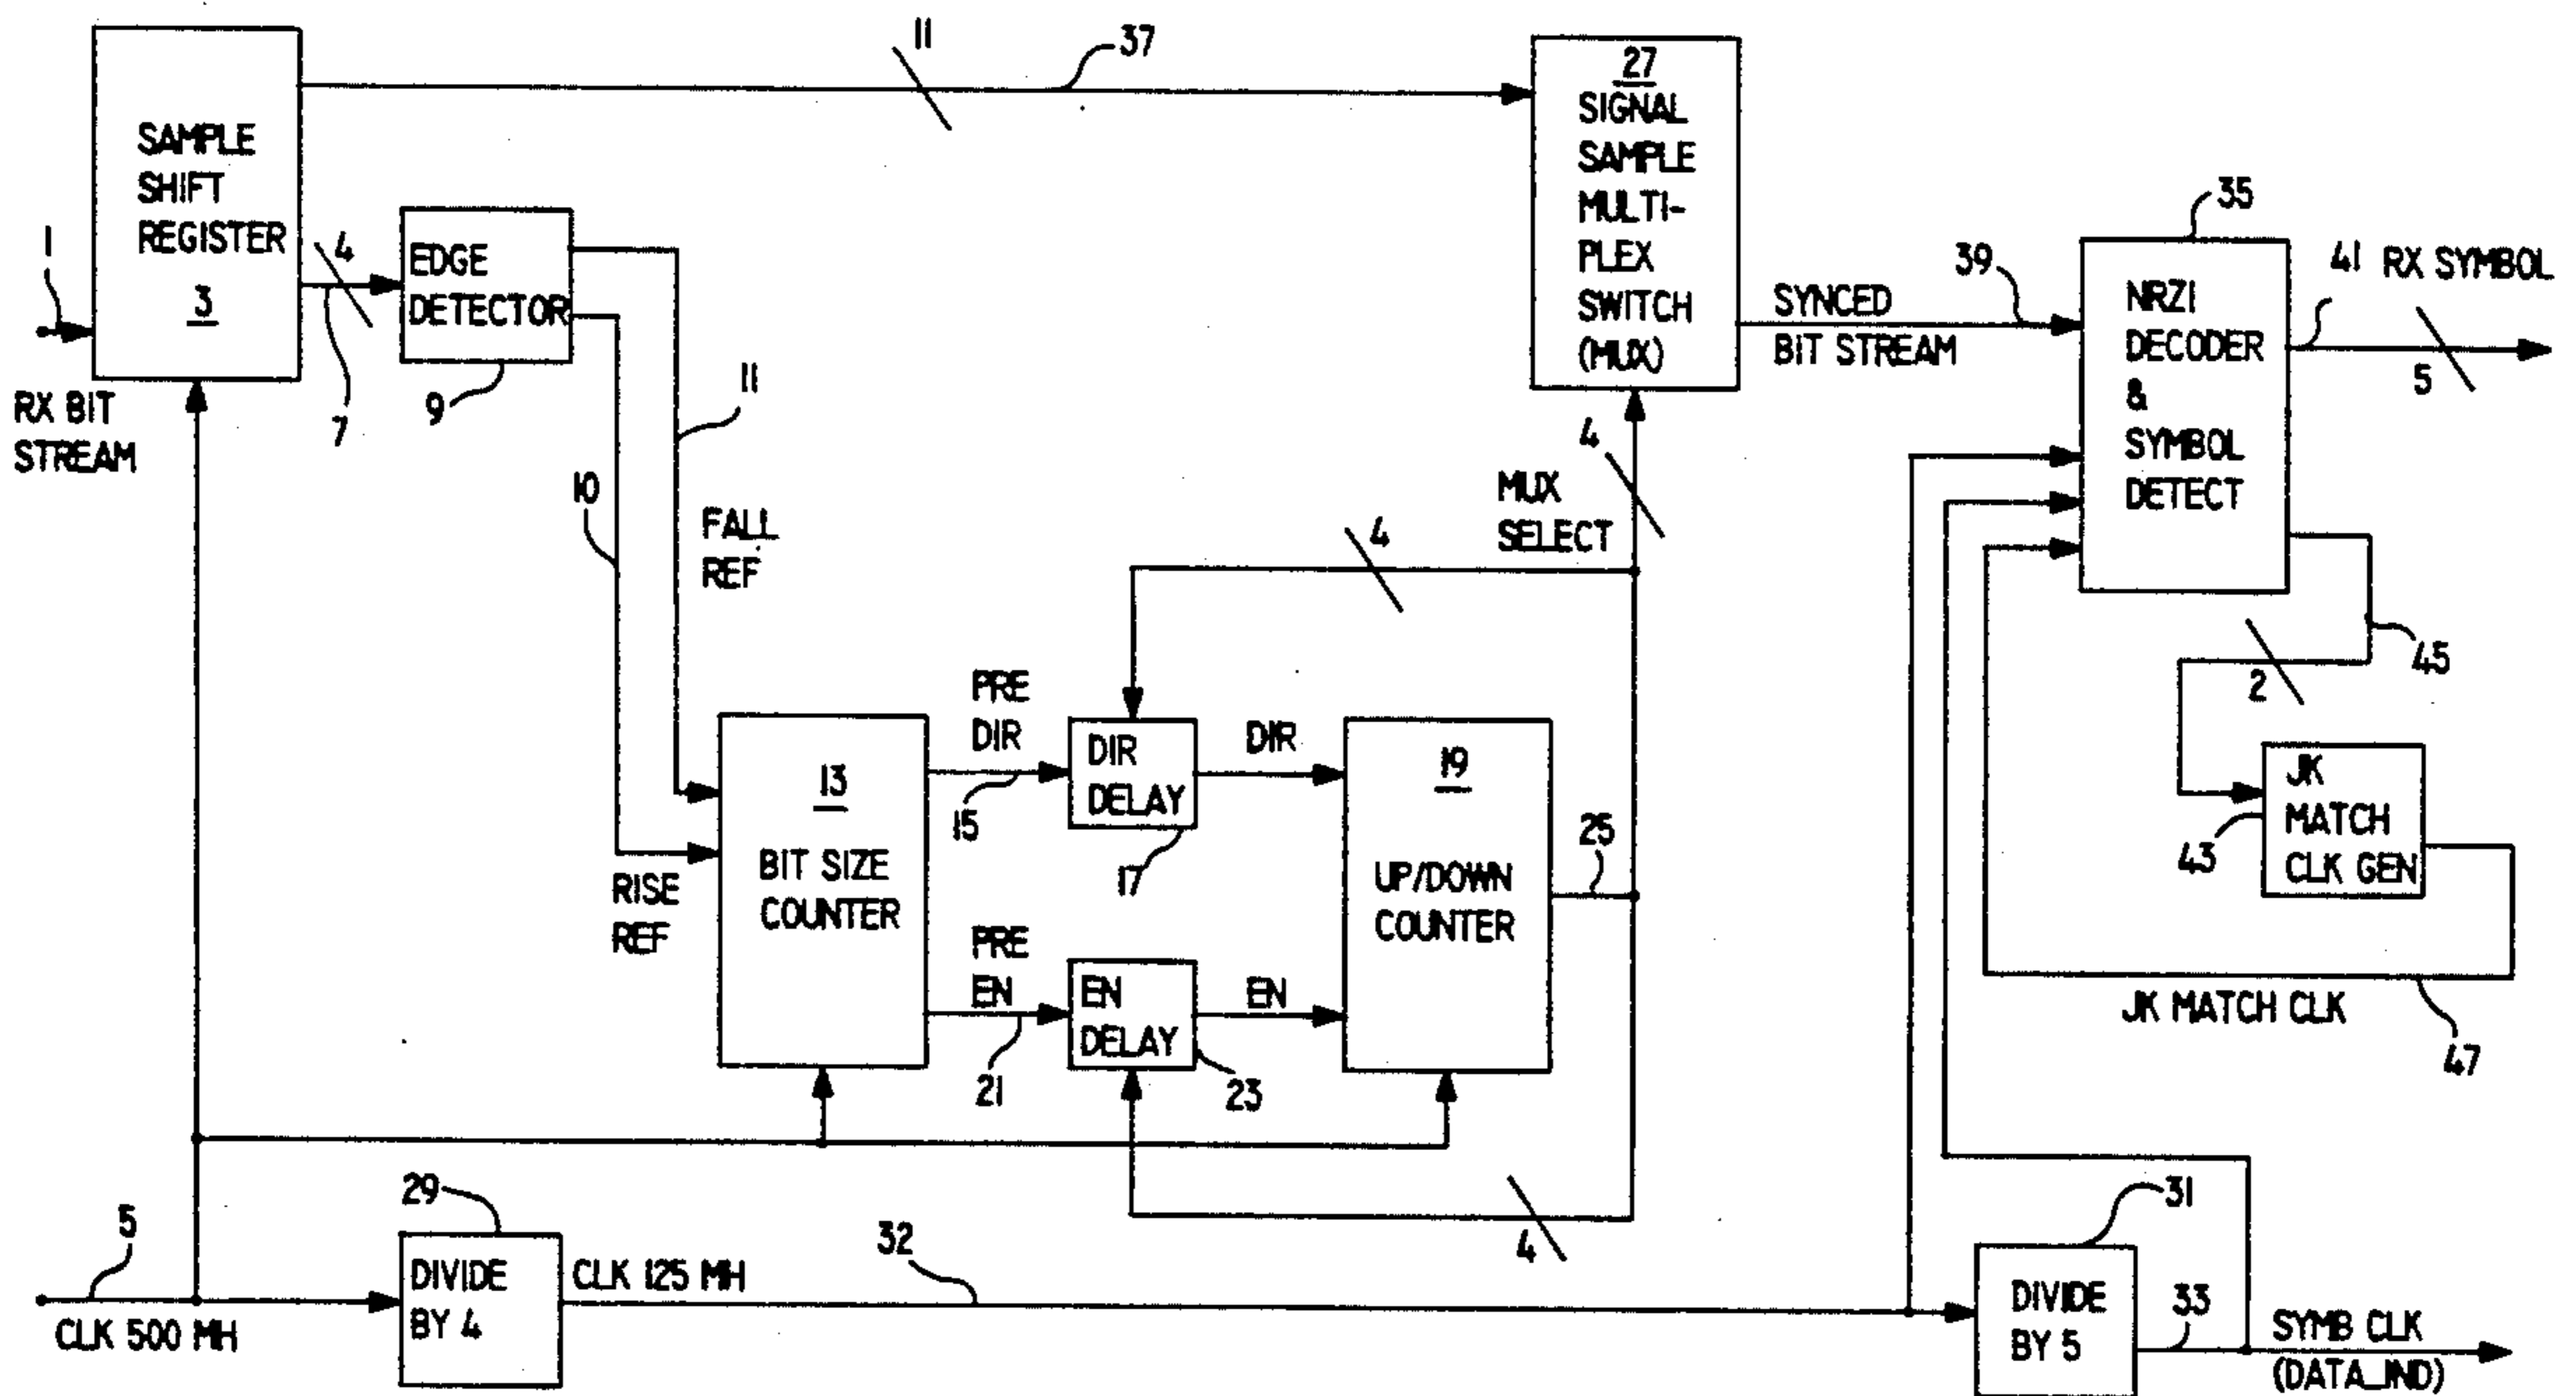 11
37
27
SIGNAL
SAMPLE
MULTI-
PLEX
SWITCH
(MUX)
SAMPLE
SHIFT
REGISTER
3
1
RX BIT
STREAM
4
7
EDGE
DETECTOR
9
11
10
FALL
REF
RISE
REF
MUX
SELECT
4
4
SYNCED
BIT STREAM
39
35
NRZI
DECODER
&
SYMBOL
DETECT
41 RX SYMBOL
5
45
2
JK
MATCH
CLK GEN
43
JK MATCH CLK
47
13
BIT SIZE
COUNTER
PRE
DIR
15
DIR
DELAY
17
DIR
19
UP/DOWN
COUNTER
25
PRE
EN
21
EN
DELAY
23
EN
4
5
CLK 500 MH
29
DIVIDE
BY 4
CLK 125 MH
32
31
DIVIDE
BY 5
33
SYMB CLK
(DATA_IND)